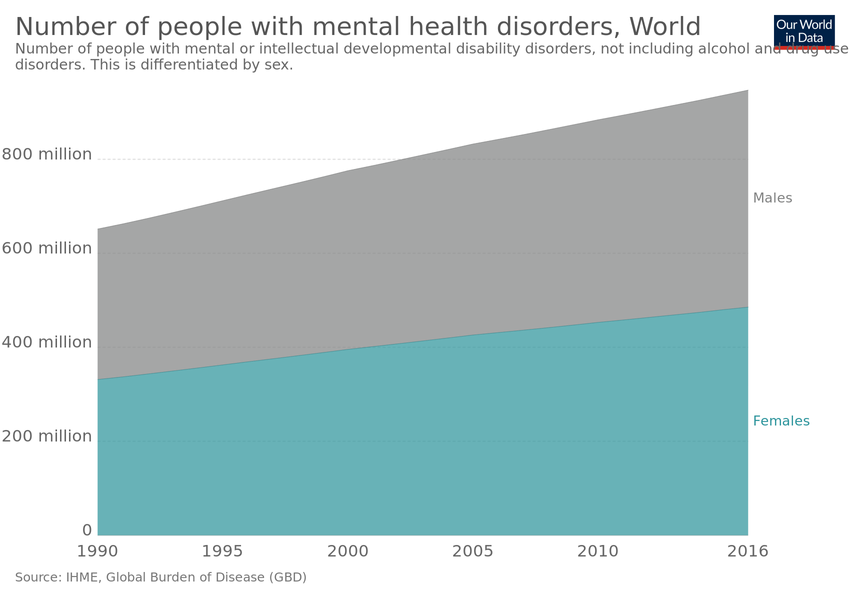 Number of people with mental health disorders, World
Our World
in Data
Number of people with mental or intellectual developmental disability disorders, not including alcohol and drug use
disorders. This is differentiated by sex.
800 million
600 million
400 million
200 million
0
Males
Females
1990 1995 2000 2005 2010 2016
Source: IHME, Global Burden of Disease (GBD)